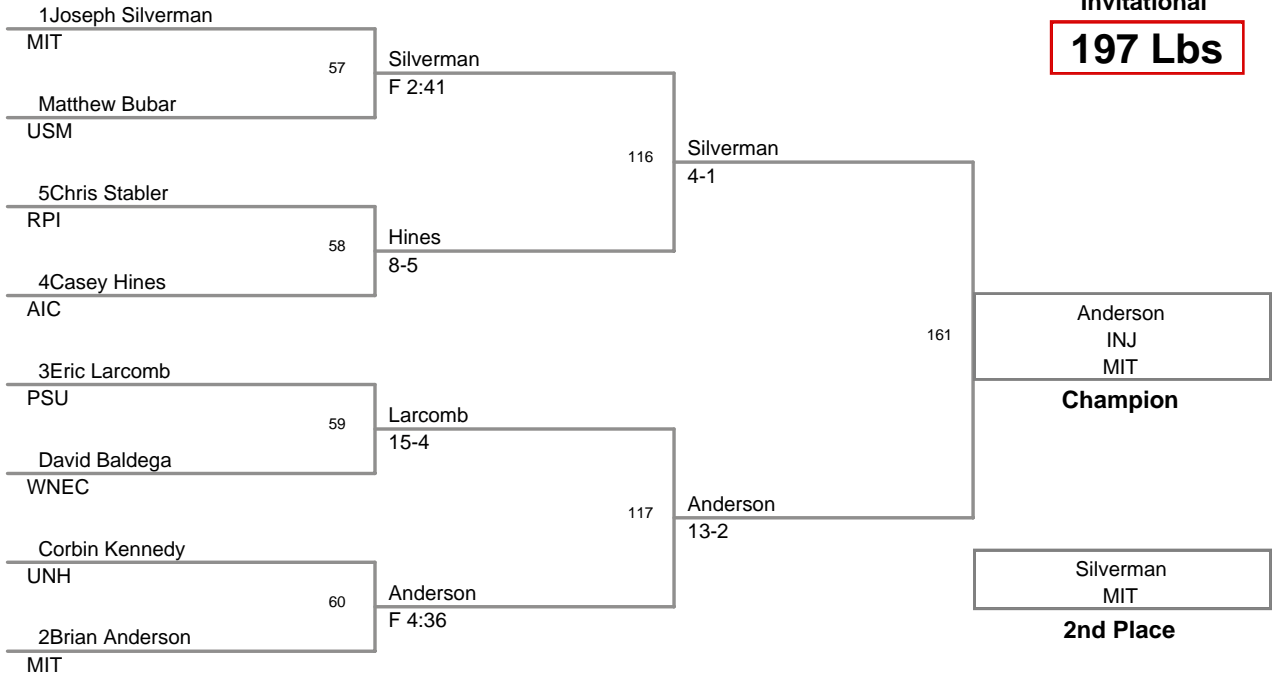 Invitational
197 Lbs
1Joseph Silverman
MIT
57
Matthew Bubar
USM
Silverman
F 2:41
5Chris Stabler
RPI
58
4Casey Hines
AIC
Hines
8-5
116
Silverman
4-1
3Eric Larcomb
PSU
59
David Baldega
WNEC
Larcomb
15-4
Corbin Kennedy
UNH
60
2Brian Anderson
MIT
Anderson
F 4:36
117
Anderson
13-2
161
Anderson
INJ
MIT
Champion
Silverman
MIT
2nd Place